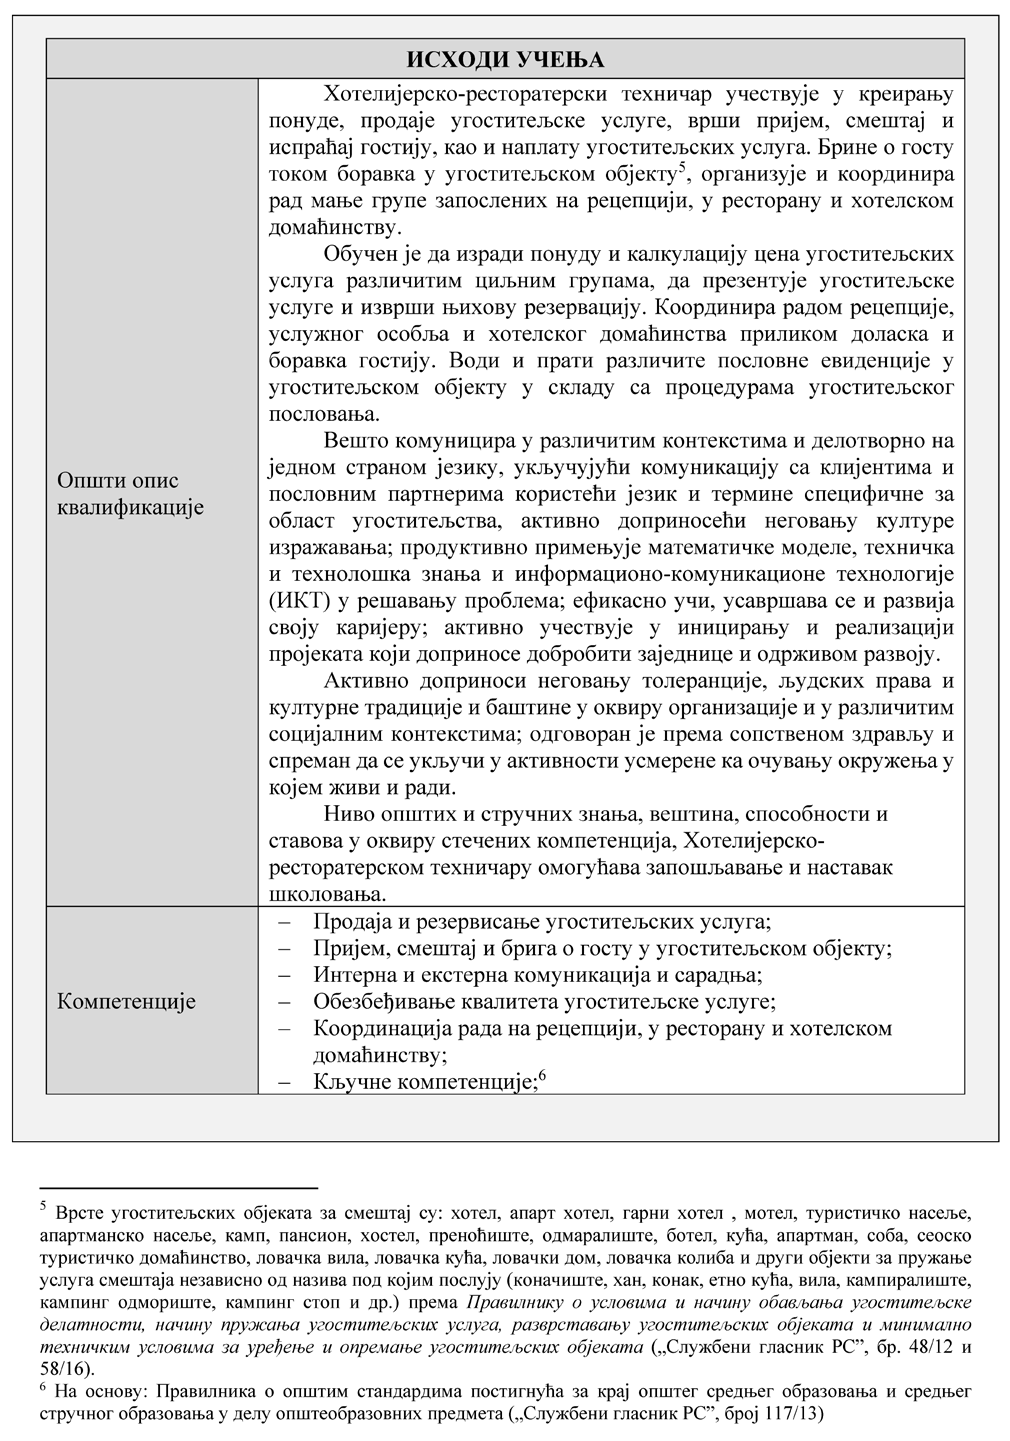 ИСХОДИ УЧЕЊА
Општи опис
квалификације
Хотелијерско-ресторатерски техничар учествује у креирању
понуде, продаје угоститељске услуге, врши пријем, смештај и
испраћај гостију, као и наплату угоститељских услуга. Брине о госту
током боравка у угоститељском објекту⁵, организује и координира
рад мање групе запослених на рецепцији, у ресторану и хотелском
домаћинству.
Обучен је да изради понуду и калкулацију цена угоститељских
услуга различитим циљним групама, да презентује угоститељске
услуге и изврши њихову резервацију. Координира радом рецепције,
услужног особља и хотелског домаћинства приликом доласка и
боравка гостију. Води и прати различите пословне евиденције у
угоститељском објекту у складу са процедурама угоститељског
пословања.
Вешто комуницира у различитим контекстима и делотворно на
једном страном језику, укључујући комуникацију са клијентима и
пословним партнерима користећи језик и термине специфичне за
област угоститељства, активно доприносећи неговању културе
изражавања; продуктивно примењује математичке моделе, техничка
и технолошка знања и информационо-комуникационе технологије
(ИКТ) у решавању проблема; ефикасно учи, усавршава се и развија
своју каријеру; активно учествује у иницирању и реализацији
пројеката који доприносе добробити заједнице и одрживом развоју.
Активно доприноси неговању толеранције, људских права и
културне традиције и баштине у оквиру организације и у различитим
социјалним контекстима; одговоран је према сопственом здрављу и
спреман да се укључи у активности усмерене ка очувању окружења у
којем живи и ради.
Ниво општих и стручних знања, вештина, способности и
ставова у оквиру стечених компетенција, Хотелијерско-
ресторатерском техничару омогућава запошљавање и наставак
школовања.
Компетенције
– Продаја и резервисање угоститељских услуга;
– Пријем, смештај и брига о госту у угоститељском објекту;
– Интерна и екстерна комуникација и сарадња;
– Обезбеђивање квалитета угоститељске услуге;
– Координација рада на рецепцији, у ресторану и хотелском
домаћинству;
– Кључне компетенције;⁶
⁵ Врсте угоститељских објеката за смештај су: хотел, апарт хотел, гарни хотел , мотел, туристичко насеље,
апартманско насеље, камп, пансион, хостел, преноћиште, одмаралиште, ботел, кућа, апартман, соба, сеоско
туристичко домаћинство, ловачка вила, ловачка кућа, ловачки дом, ловачка колиба и други објекти за пружање
услуга смештаја независно од назива под којим послују (коначиште, хан, конак, етно кућа, вила, кампиралиште,
кампинг одмориште, кампинг стоп и др.) према Правилнику о условима и начину обављања угоститељске
делатности, начину пружања угоститељских услуга, разврставању угоститељских објеката и минимално
техничким условима за уређење и опремање угоститељских објеката („Службени гласник РС”, бр. 48/12 и
58/16).
⁶ На основу: Правилника о општим стандардима постигнућа за крај општег средњег образовања и средњег
стручног образовања у делу општеобразовних предмета („Службени гласник РС”, број 117/13)